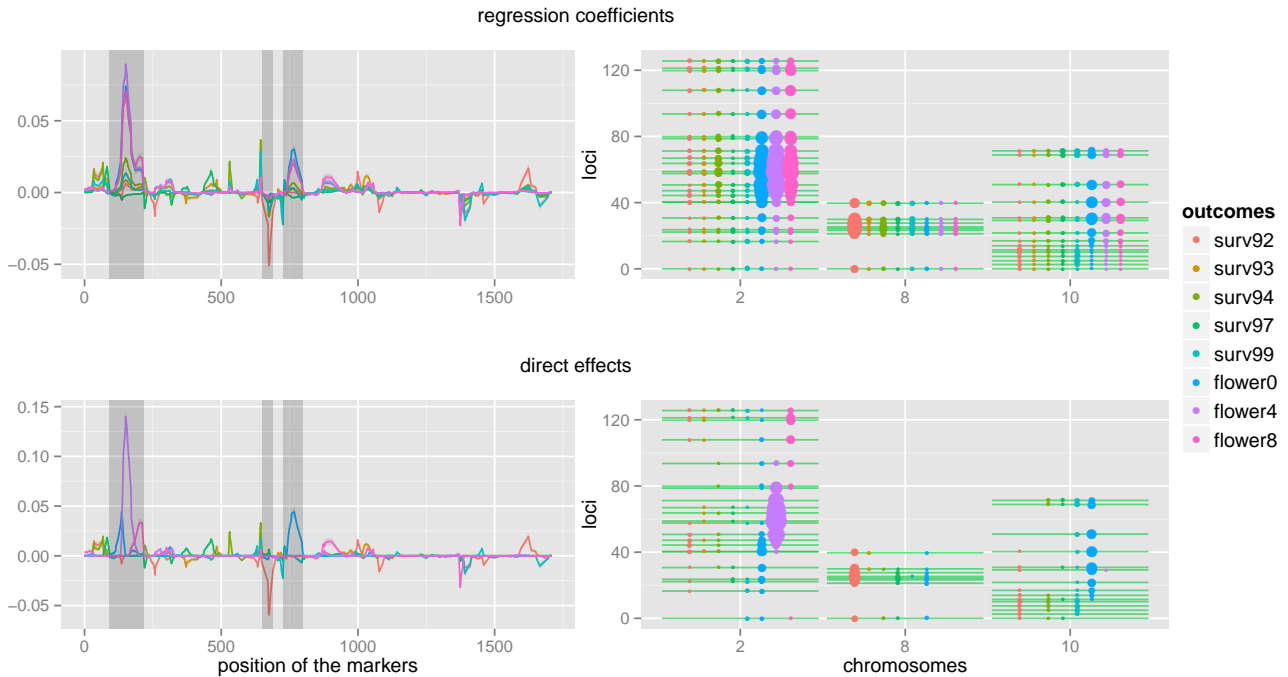 regression coefficients
0.05
0.00
−0.05
0
500
1000
1500
loci
120
80
40
0
2
8
10
direct effects
0.15
0.10
0.05
0.00
−0.05
0
500
1000
1500
position of the markers
loci
120
80
40
0
2
8
10
chromosomes
outcomes
surv92
surv93
surv94
surv97
surv99
flower0
flower4
flower8